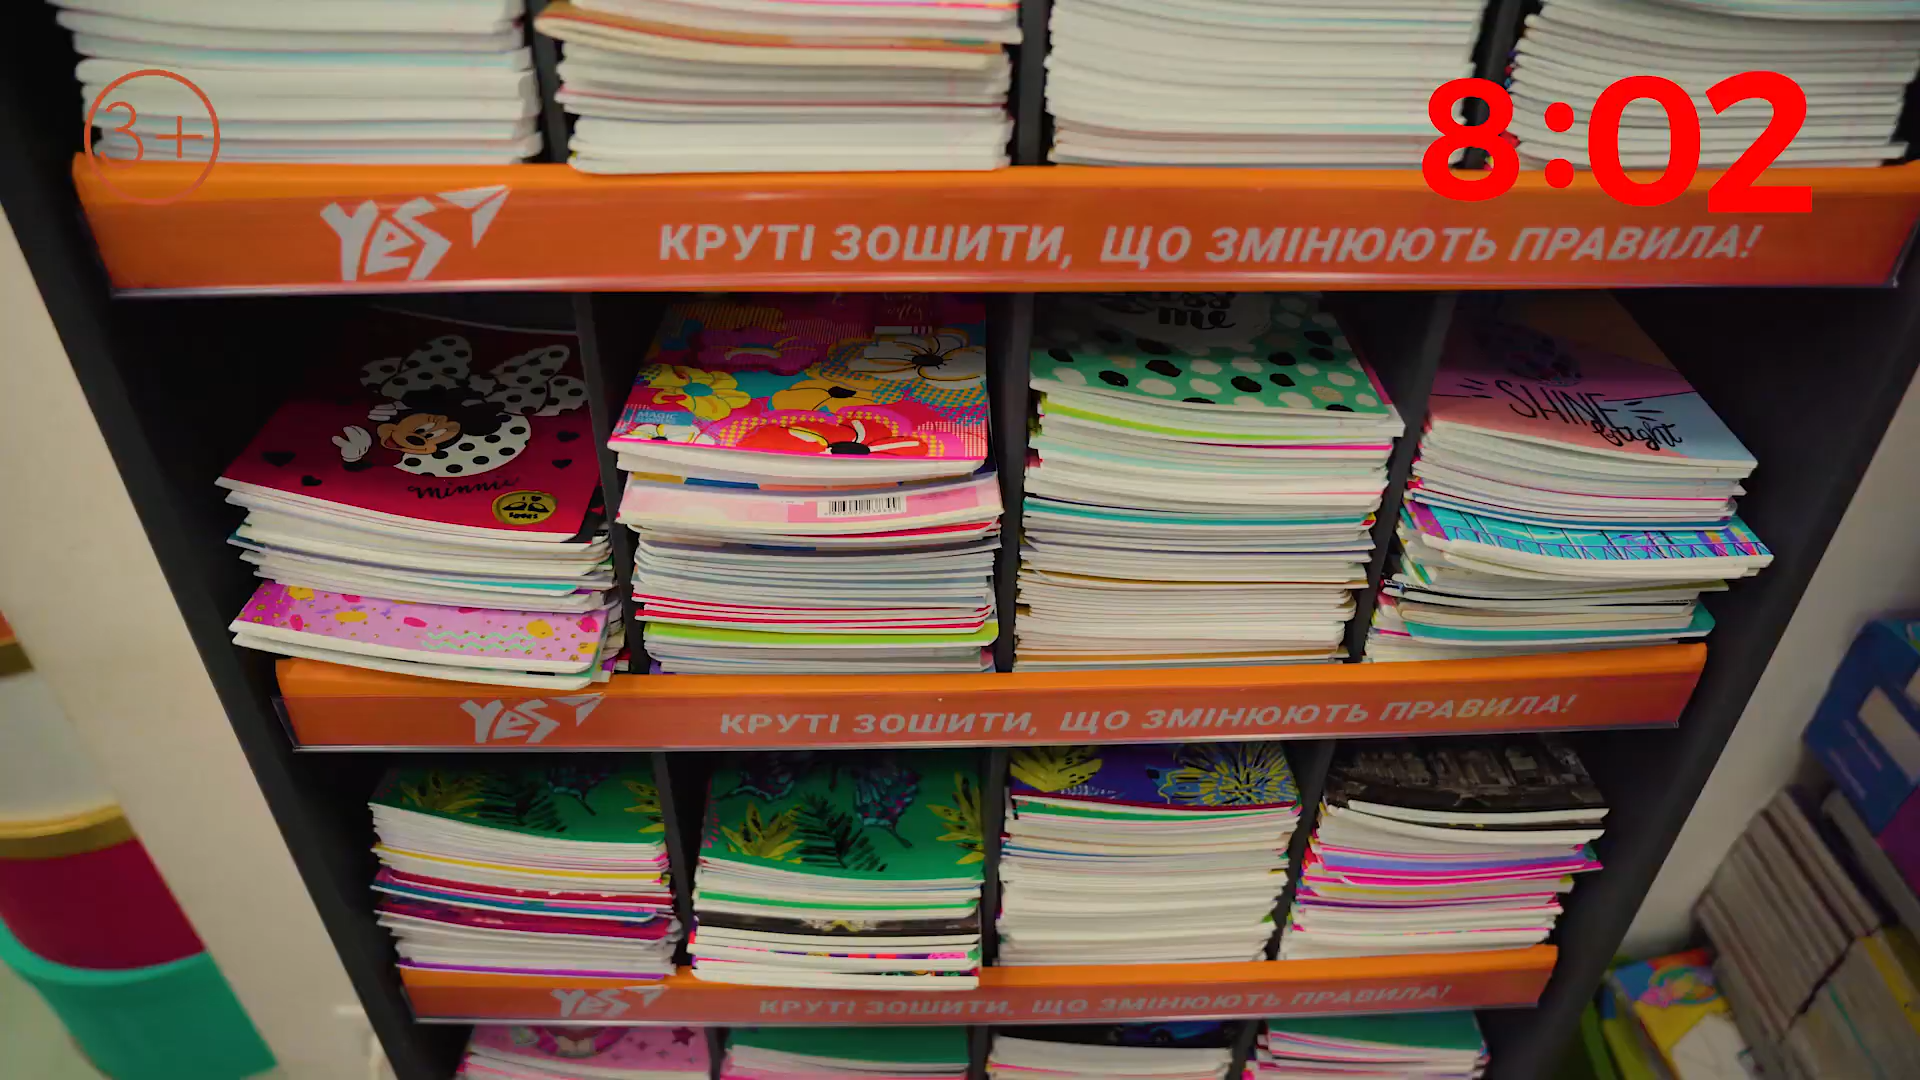 3+
8:02
YES
КРУТІ ЗОШИТИ, ЩО ЗМІНЮЮТЬ ПРАВИЛА!
me
SHINE
bright
Minnie
YES
КРУТІ ЗОШИТИ, ЩО ЗМІНЮЮТЬ ПРАВИЛА!
YES
КРУТІ ЗОШИТИ, ЩО ЗМІНЮЮТЬ ПРАВИЛА!